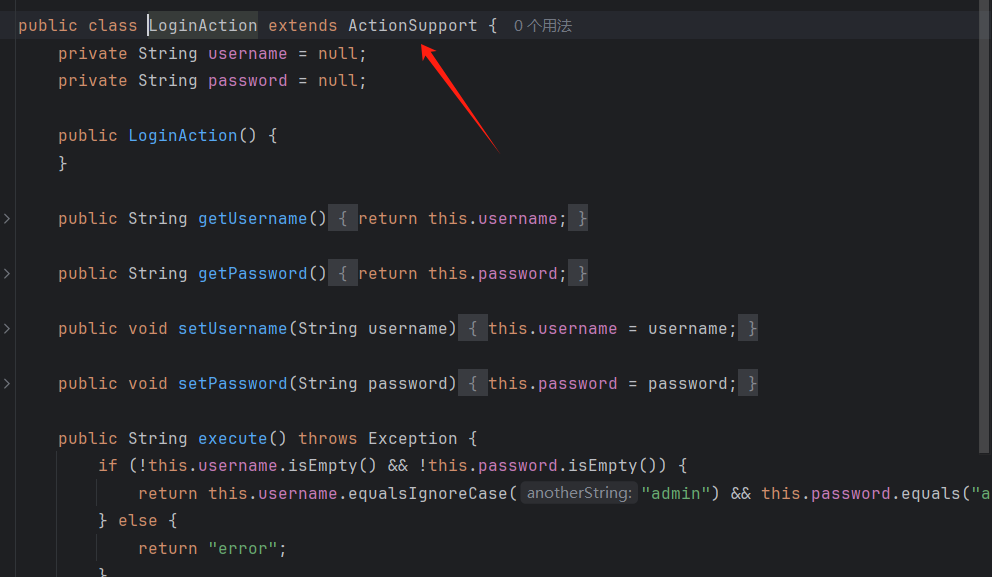 public class LoginAction extends ActionSupport { 0个用法
private String username = null;
private String password = null;
public LoginAction() {
}
public String getUsername() { return this.username; }
public String getPassword() { return this.password; }
public void setUsername(String username) { this.username = username; }
public void setPassword(String password) { this.password = password; }
public String execute() throws Exception {
if (!this.username.isEmpty() && !this.password.isEmpty()) {
return this.username.equalsIgnoreCase( anotherString: "admin") && this.password.equals("a
} else {
return "error";
}